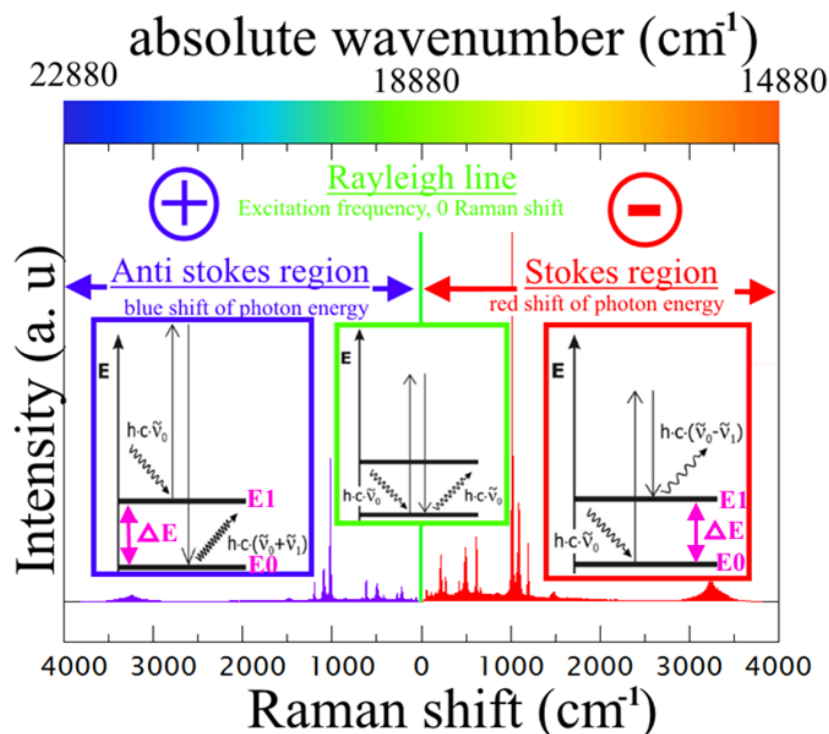 absolute wavenumber (cm⁻¹)
22880 18880 14880
+ Rayleigh line -
Excitation frequency, 0 Raman shift
Anti stokes region Stokes region
blue shift of photon energy red shift of photon energy
Intensity (a. u)
E
h·c·ṽ₀
E1
ΔE
h·c·(ṽ₀+ṽ₁)
E0
E
h·c·ṽ₀ h·c·ṽ₀
E
h·c·(ṽ₀-ṽ₁)
E1
h·c·ṽ₀
ΔE
E0
4000 3000 2000 1000 0 1000 2000 3000 4000
Raman shift (cm⁻¹)